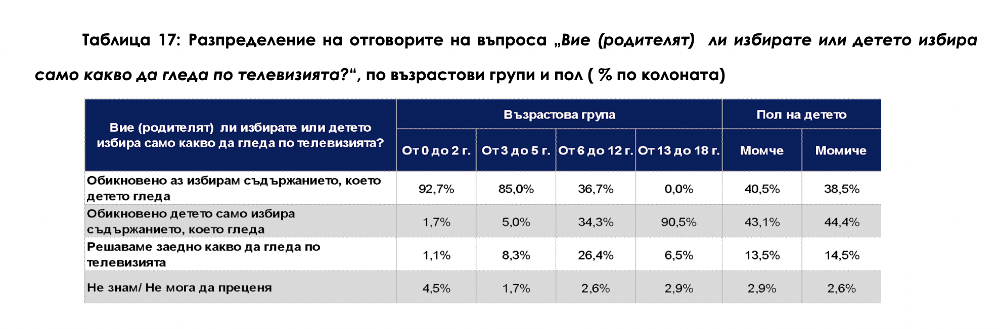 Таблица 17: Разпределение на отговорите на въпроса „Вие (родителят) ли избирате или детето избира
само какво да гледа по телевизията?“, по възрастови групи и пол ( % по колоната)
Вие (родителят) ли избирате или детето
избира само какво да гледа по телевизията?
Възрастова група
Пол на детето
От 0 до 2 г. От 3 до 5 г. От 6 до 12 г. От 13 до 18 г. Момче Момиче
Обикновено аз избирам съдържанието, което
детето гледа
92,7% 85,0% 36,7% 0,0% 40,5% 38,5%
Обикновено детето само избира
съдържанието, което гледа
1,7% 5,0% 34,3% 90,5% 43,1% 44,4%
Решаваме заедно какво да гледа по
телевизията
1,1% 8,3% 26,4% 6,5% 13,5% 14,5%
Не знам/ Не мога да преценя 4,5% 1,7% 2,6% 2,9% 2,9% 2,6%